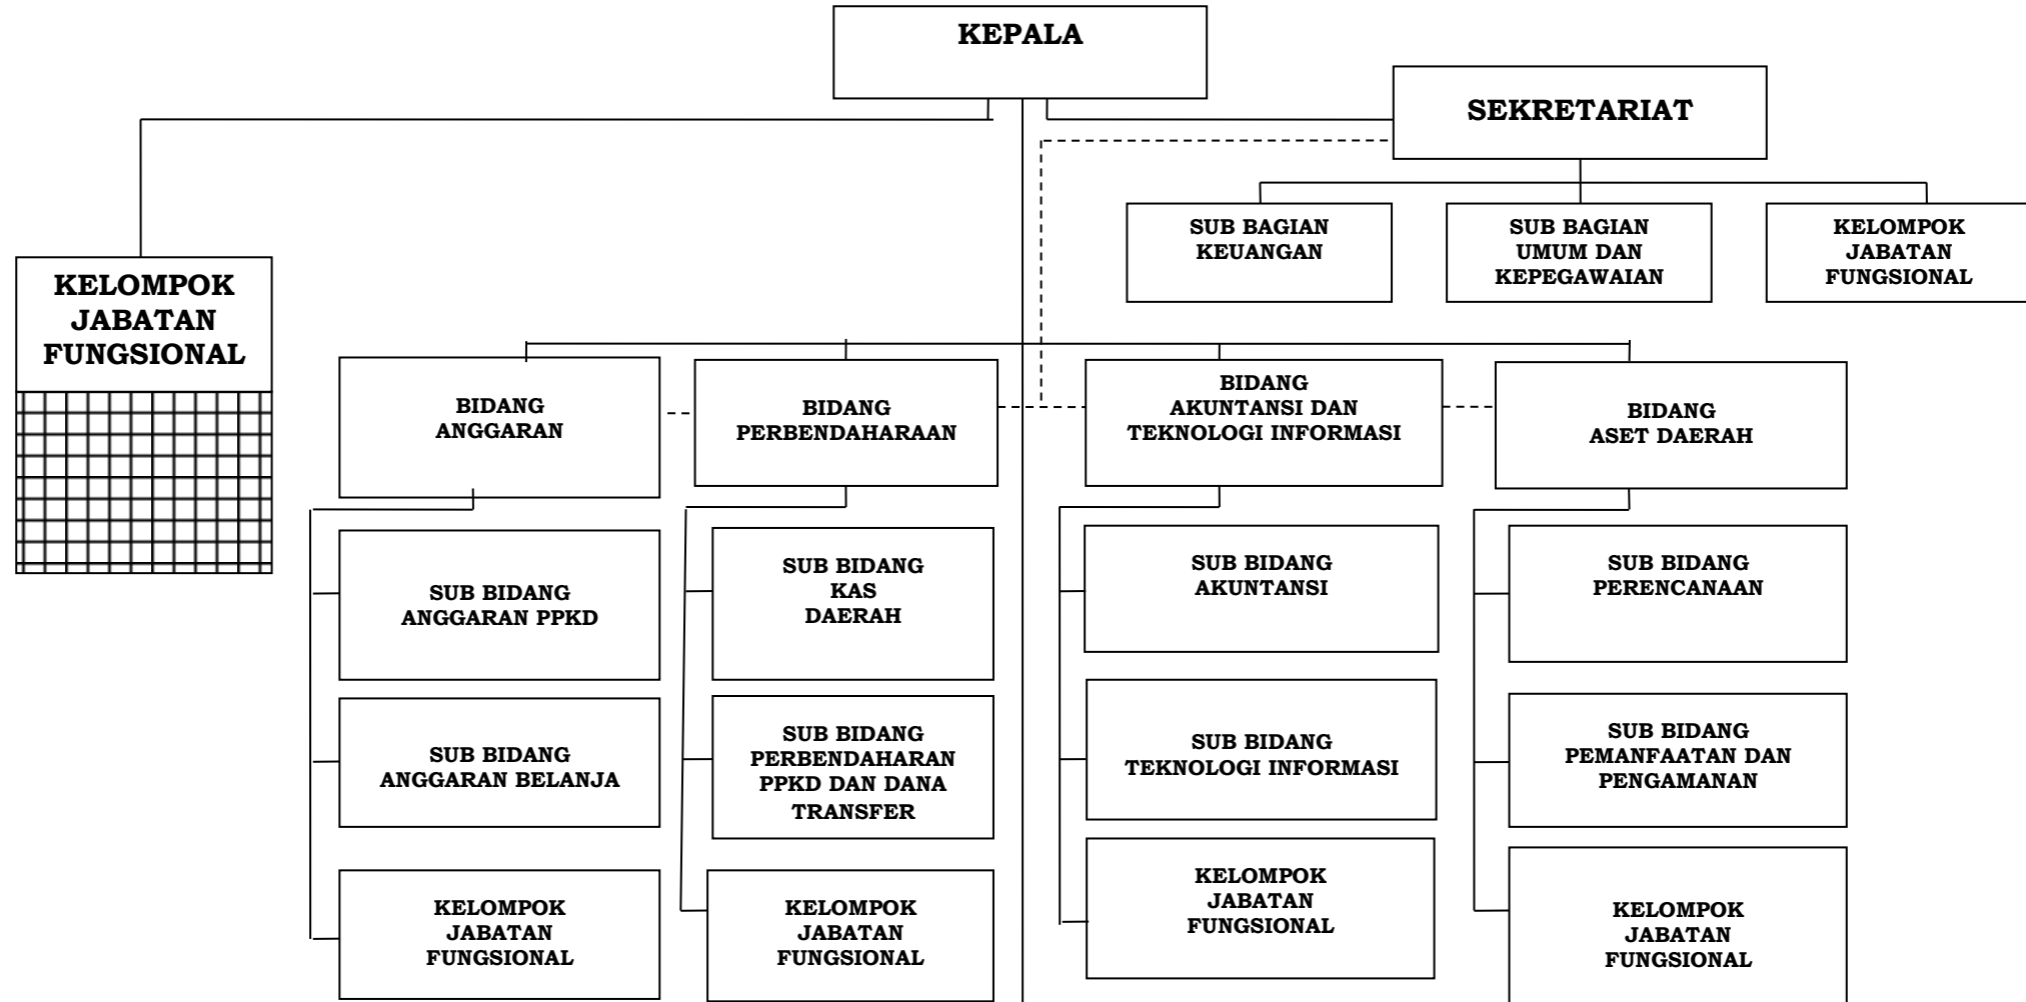 KEPALA
SEKRETARIAT
SUB BAGIAN
KEUANGAN
SUB BAGIAN
UMUM DAN
KEPEGAWAIAN
KELOMPOK
JABATAN
FUNGSIONAL
KELOMPOK
JABATAN
FUNGSIONAL
BIDANG
ANGGARAN
BIDANG
PERBENDAHARAAN
BIDANG
AKUNTANSI DAN
TEKNOLOGI INFORMASI
BIDANG
ASET DAERAH
SUB BIDANG
ANGGARAN PPKD
SUB BIDANG
KAS
DAERAH
SUB BIDANG
AKUNTANSI
SUB BIDANG
PERENCANAAN
SUB BIDANG
ANGGARAN BELANJA
SUB BIDANG
PERBENDAHARAN
PPKD DAN DANA
TRANSFER
SUB BIDANG
TEKNOLOGI INFORMASI
SUB BIDANG
PEMANFAATAN DAN
PENGAMANAN
KELOMPOK
JABATAN
FUNGSIONAL
KELOMPOK
JABATAN
FUNGSIONAL
KELOMPOK
JABATAN
FUNGSIONAL
KELOMPOK
JABATAN
FUNGSIONAL